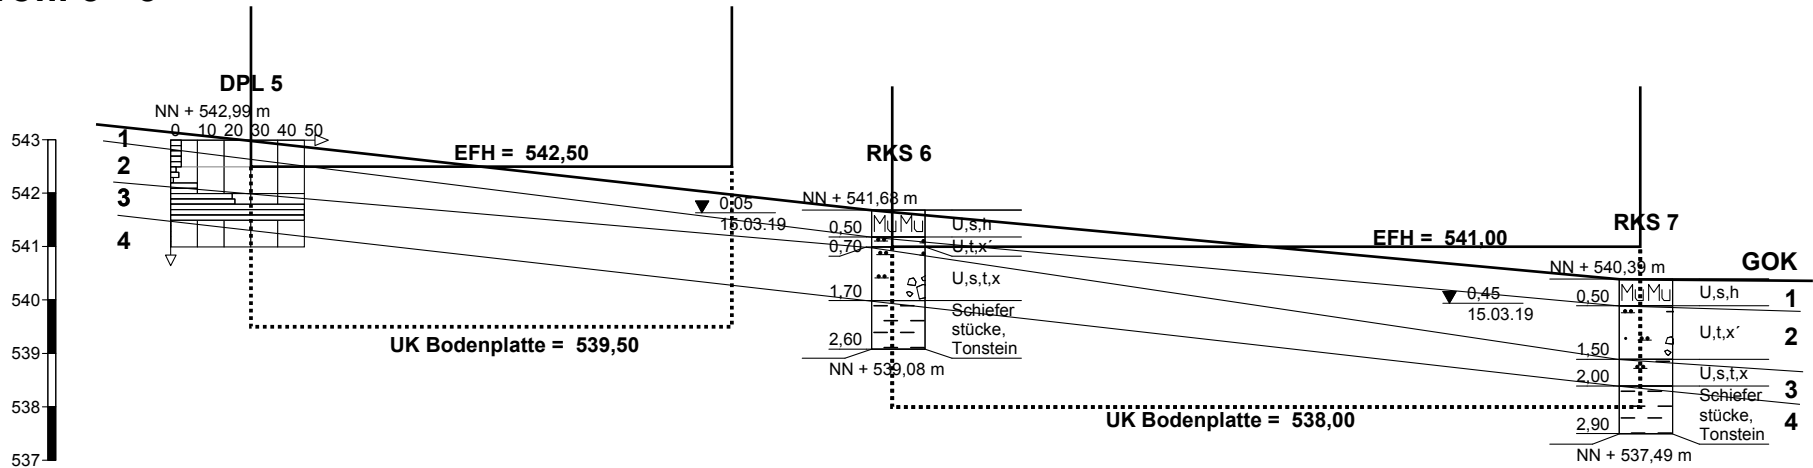 DPL 5
NN + 542,99 m
0 10 20 30 40 50
543
542
541
540
539
538
537
1
2
3
4
EFH = 542,50
UK Bodenplatte = 539,50
0,05
15.03.19
RKS 6
NN + 541,68 m
0,50
0,70
1,70
2,60
Mu Mu
U,s,h
U,t,x´
U,s,t,x
Schiefer
stücke,
Tonstein
NN + 539,08 m
EFH = 541,00
UK Bodenplatte = 538,00
0,45
15.03.19
RKS 7
NN + 540,39 m
0,50
1,50
2,00
2,90
Mu Mu
U,s,h
U,t,x´
U,s,t,x
Schiefer
stücke,
Tonstein
NN + 537,49 m
GOK
1
2
3
4